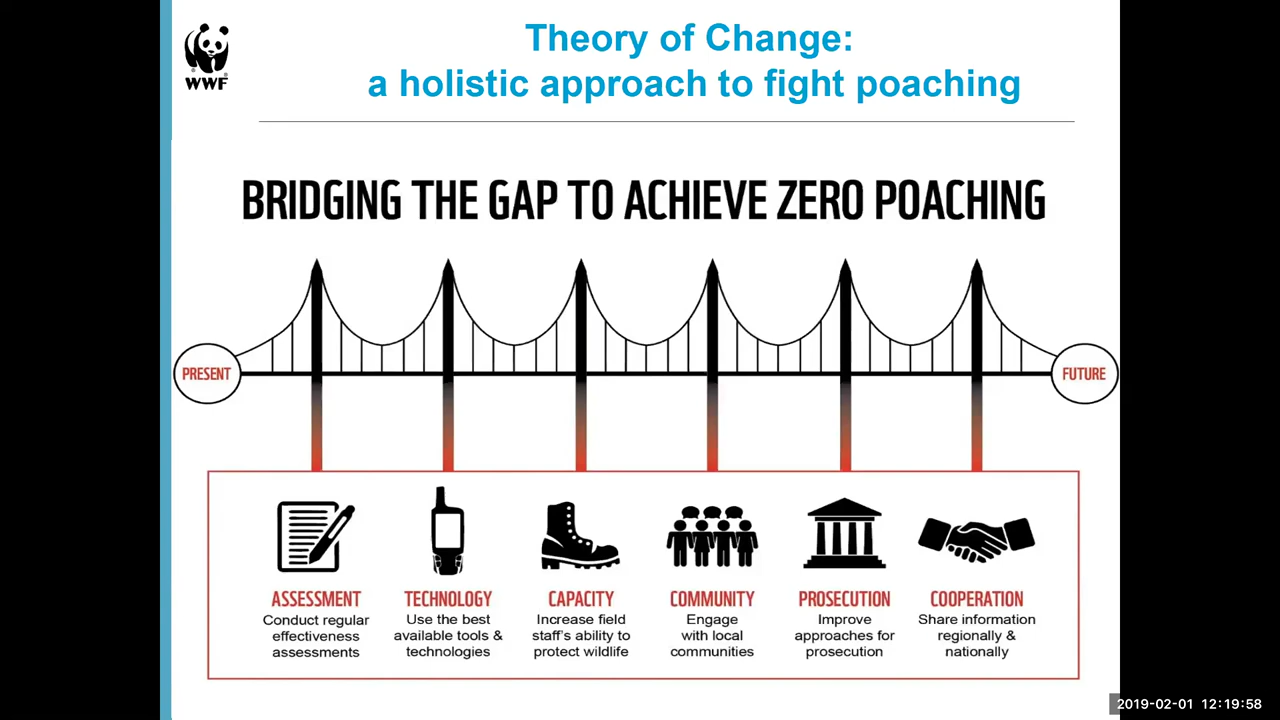 Theory of Change:
a holistic approach to fight poaching
WWF
BRIDGING THE GAP TO ACHIEVE ZERO POACHING
PRESENT
FUTURE
ASSESSMENT
Conduct regular
effectiveness
assessments
TECHNOLOGY
Use the best
available tools &
technologies
CAPACITY
Increase field
staff's ability to
protect wildlife
COMMUNITY
Engage
with local
communities
PROSECUTION
Improve
approaches for
prosecution
COOPERATION
Share information
regionally &
nationally
2019-02-01 12:19:58